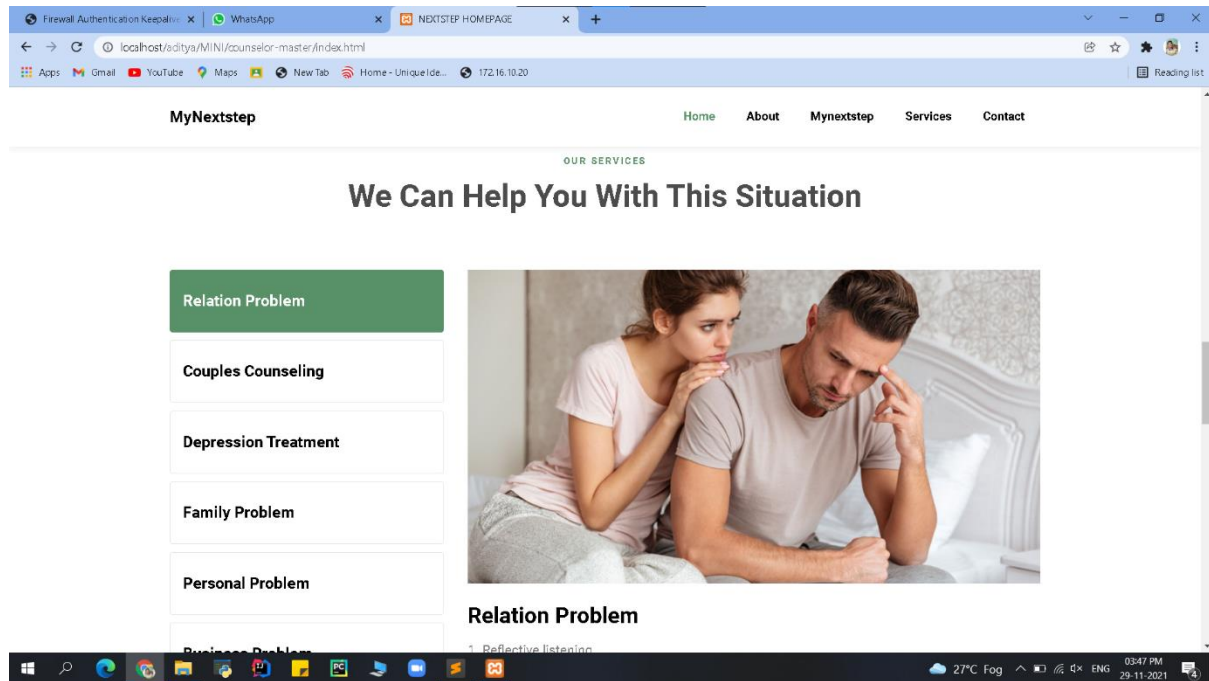 Firewall Authentication Keepalive
WhatsApp
NEXTSTEP HOMEPAGE
localhost/aditya/MINI/counselor-master/index.html
Apps Gmail YouTube Maps New Tab Home - Unique Ide... 172.16.10.20 Reading list
MyNextstep Home About Mynextstep Services Contact
OUR SERVICES
We Can Help You With This Situation
Relation Problem
Couples Counseling
Depression Treatment
Family Problem
Personal Problem
Business Problem
Relation Problem
1. Reflective listening
27°C Fog ENG 03:47 PM
29-11-2021